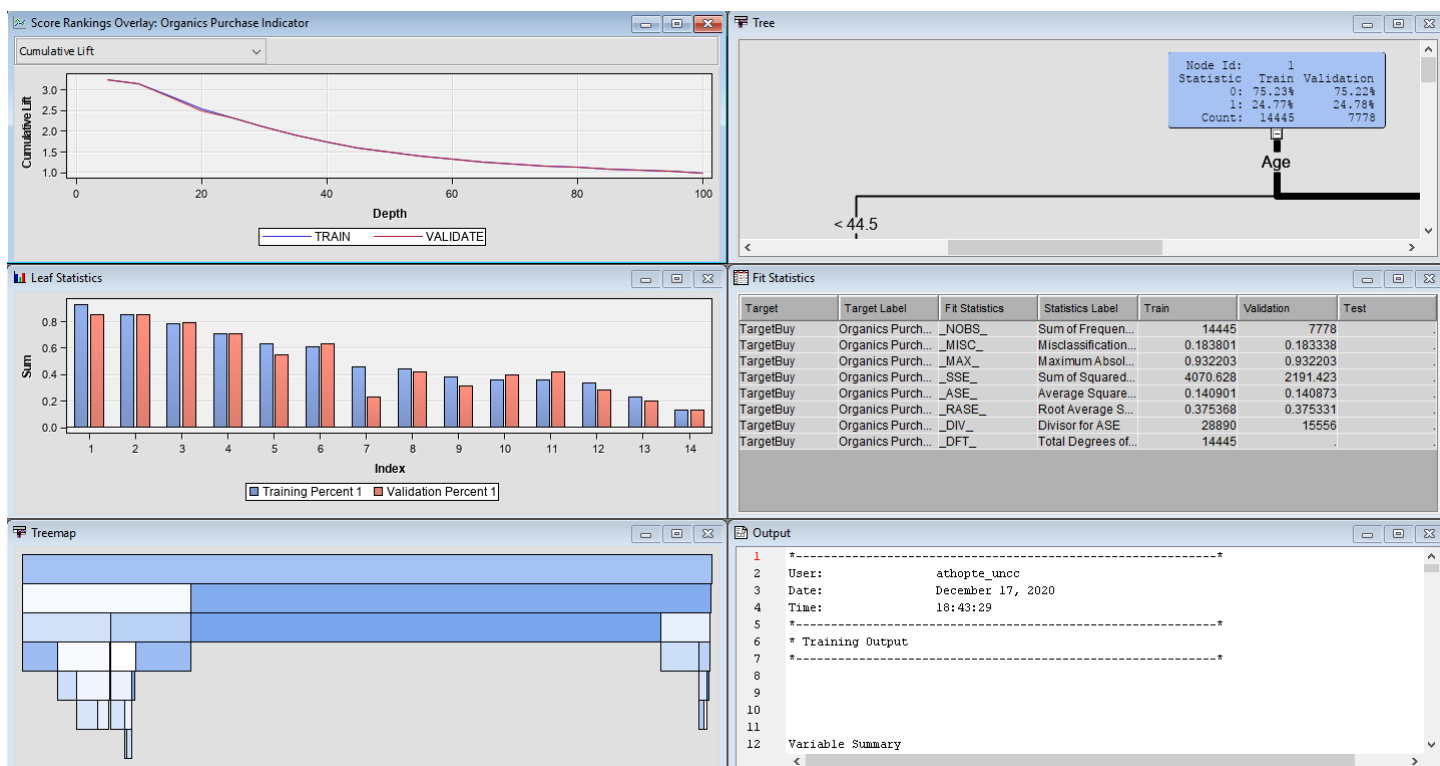 Score Rankings Overlay: Organics Purchase Indicator
Cumulative Lift
Cumulative Lift
3.0
2.5
2.0
1.5
1.0
0 20 40 60 80 100
Depth
TRAIN VALIDATE
Tree
Node Id: 1
Statistic Train Validation
0: 75.23% 75.22%
1: 24.77% 24.78%
Count: 14445 7778
Age
< 44.5
Leaf Statistics
Sum
0.8
0.6
0.4
0.2
0.0
1 2 3 4 5 6 7 8 9 10 11 12 13 14
Index
Training Percent 1 Validation Percent 1
Fit Statistics
Target Target Label Fit Statistics Statistics Label Train Validation Test
TargetBuy Organics Purch... _NOBS_ Sum of Frequen... 14445 7778 .
TargetBuy Organics Purch... _MISC_ Misclassification... 0.183801 0.183338 .
TargetBuy Organics Purch... _MAX_ Maximum Absol... 0.932203 0.932203 .
TargetBuy Organics Purch... _SSE_ Sum of Squared... 4070.628 2191.423 .
TargetBuy Organics Purch... _ASE_ Average Square... 0.140901 0.140873 .
TargetBuy Organics Purch... _RASE_ Root Average S... 0.375368 0.375331 .
TargetBuy Organics Purch... _DIV_ Divisor for ASE 28890 15556 .
TargetBuy Organics Purch... _DFT_ Total Degrees of... 14445 . .
Treemap
Output
1 *------------------------------------------------------------*
2 User: athopte_uncc
3 Date: December 17, 2020
4 Time: 18:43:29
5 *------------------------------------------------------------*
6 * Training Output
7 *------------------------------------------------------------*
8
9
10
11
12 Variable Summary